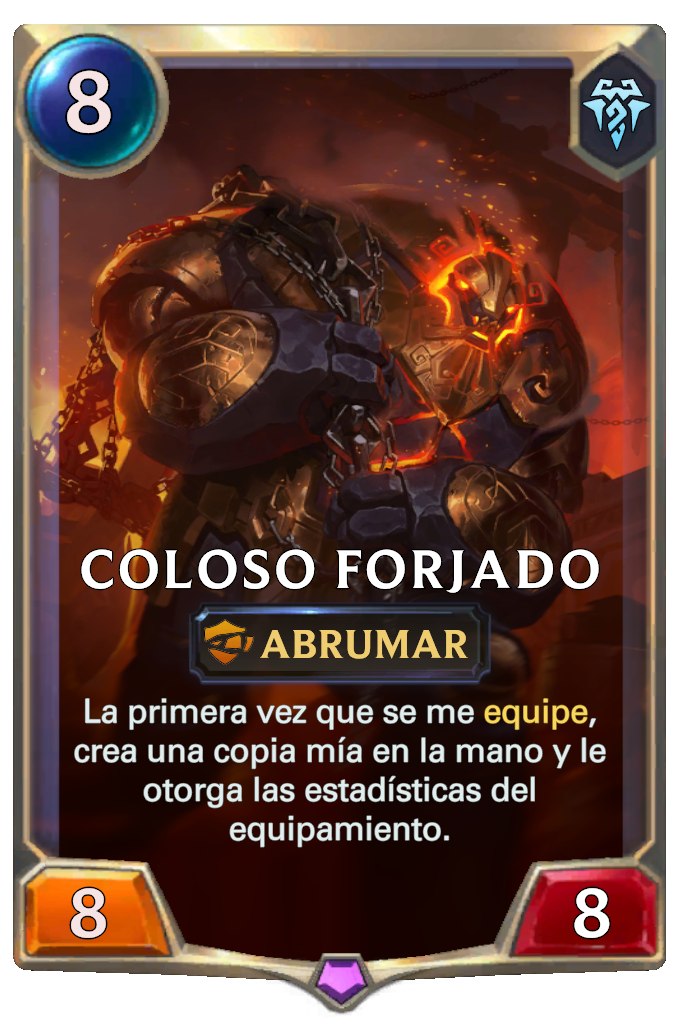 8
COLOSO FORJADO
ABRUMAR
La primera vez que se me equipe,
crea una copia mía en la mano y le
otorga las estadísticas del
equipamiento.
8
8